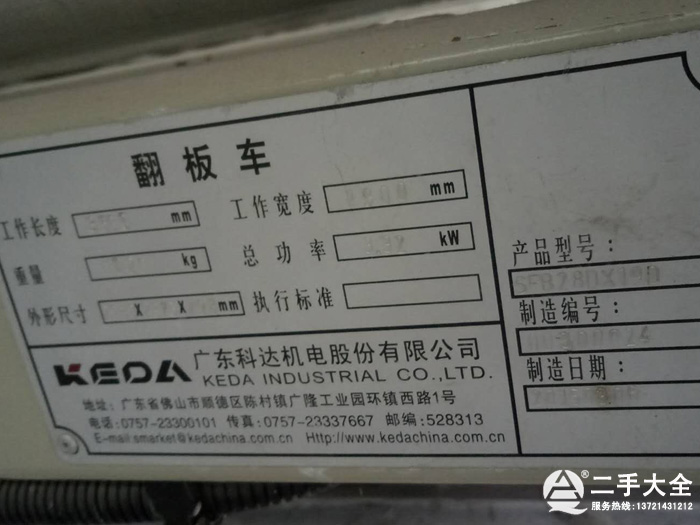 翻板车
工作长度 mm 工作宽度 mm
重量 kg 总功率 kW
外形尺寸 X X mm 执行标准
产品型号:
制造编号:
制造日期:
KEDA 广东科达机电股份有限公司
KEDA INDUSTRIAL CO.,LTD.
地址: 广东省佛山市顺德区陈村镇广隆工业园环镇西路1号
电话:0757-23300101 传真:0757-23337667 邮编:528313
E-mail:smarket@kedachina.com.cn Http://www.kedachina.com.cn
® 二手大全
服务热线:13721431212